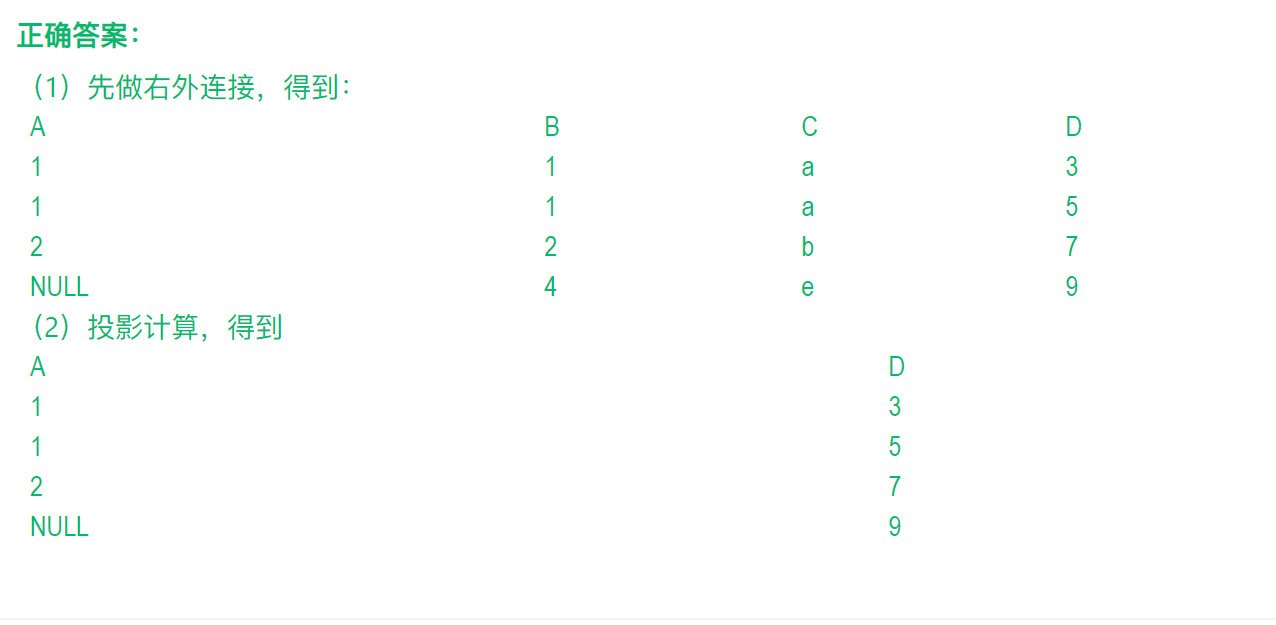 正确答案：
（1）先做右外连接，得到：
A B C D
1 1 a 3
1 1 a 5
2 2 b 7
NULL 4 e 9
（2）投影计算，得到
A D
1 3
1 5
2 7
NULL 9